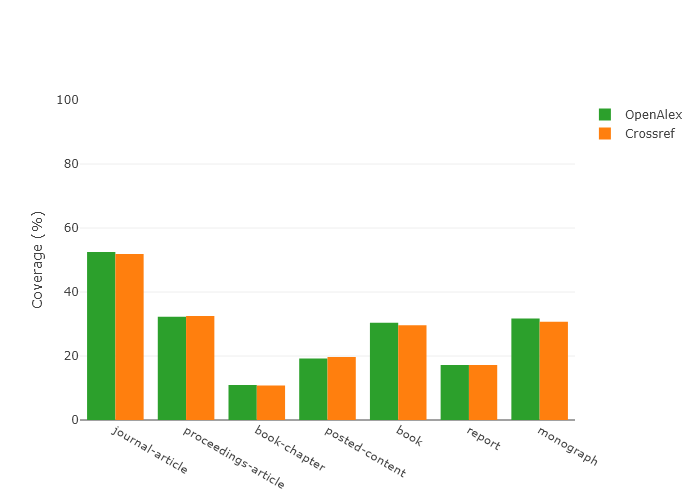 100
80
60
40
20
0
Coverage (%)
journal-article
proceedings-article
book-chapter
posted-content
book
report
monograph
OpenAlex
Crossref